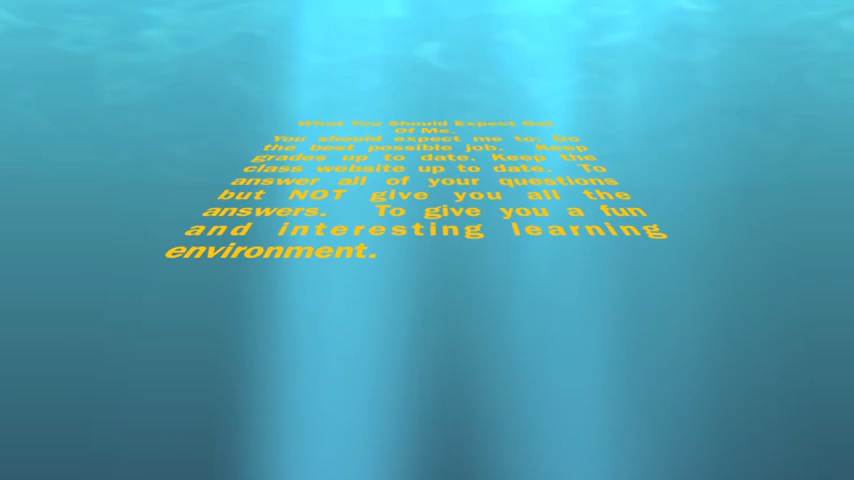 What You Should Expect Out
Of Me.
You should expect me to: Do
the best possible job. Keep
grades up to date. Keep the
class website up to date. To
answer all of your questions
but NOT give you all the
answers. To give you a fun
and interesting learning
environment.